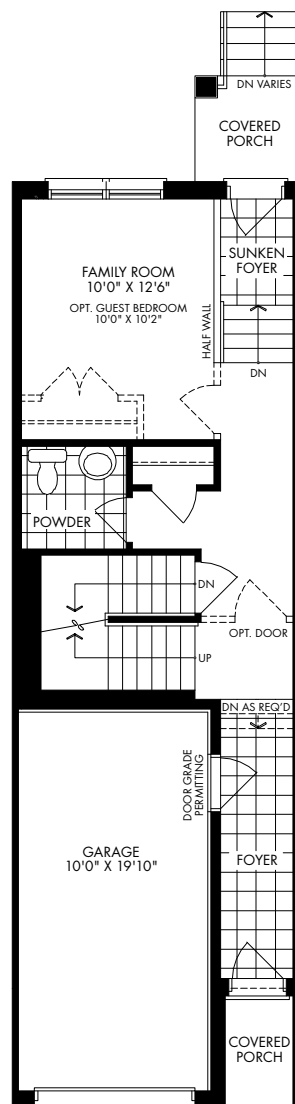 DN VARIES
COVERED
PORCH
SUNKEN
FOYER
FAMILY ROOM
10'0" X 12'6"
OPT. GUEST BEDROOM
10'0" X 10'2"
HALF WALL
DN
POWDER
DN
OPT. DOOR
UP
DN AS REQ'D
DOOR GRADE
PERMITTING
GARAGE
10'0" X 19'10"
FOYER
COVERED
PORCH